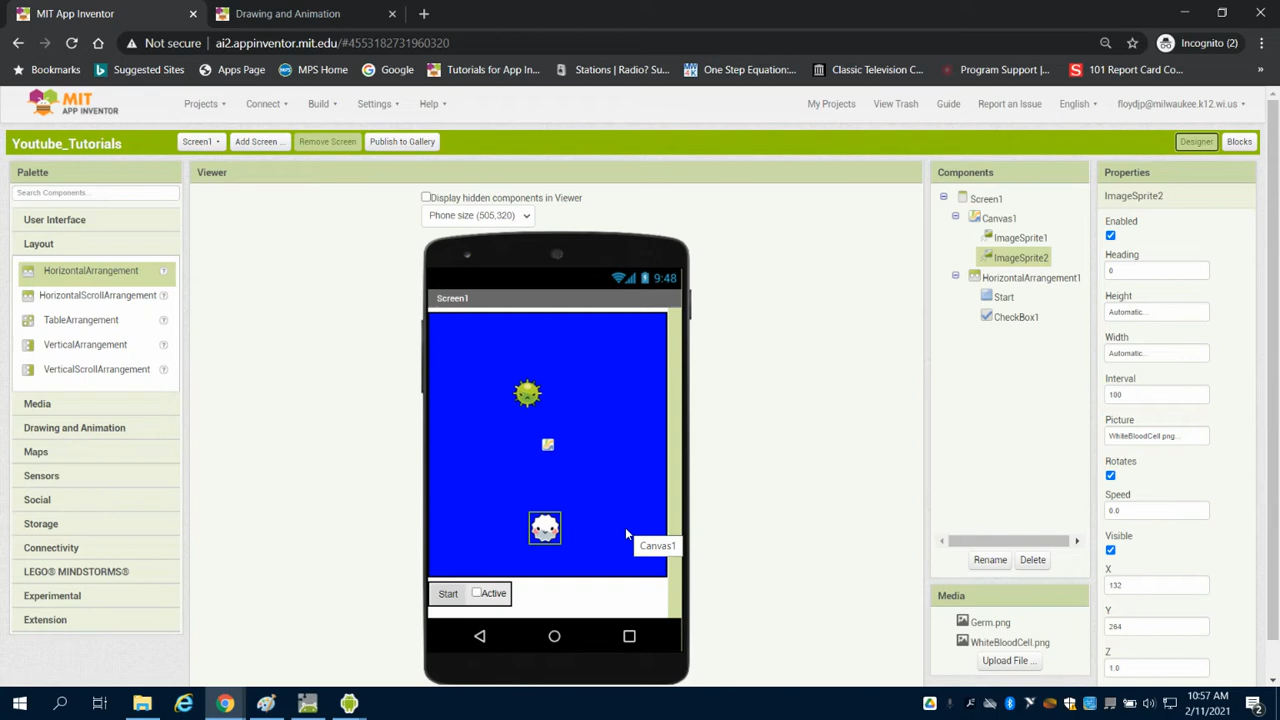 MIT App Inventor
Drawing and Animation
Not secure
ai2.appinventor.mit.edu/#4553182731960320
Incognito (2)
Bookmarks
Suggested Sites
Apps Page
MPS Home
Google
Tutorials for App In...
Stations | Radio? Su...
One Step Equation:...
Classic Television C...
Program Support |...
101 Report Card Co...
MIT
APP INVENTOR
Projects
Connect
Build
Settings
Help
My Projects
View Trash
Guide
Report an Issue
English
floydjp@milwaukee.k12.wi.us
Youtube_Tutorials
Screen1
Add Screen ...
Remove Screen
Publish to Gallery
Designer
Blocks
Palette
Search Components...
User Interface
Layout
HorizontalArrangement
HorizontalScrollArrangement
TableArrangement
VerticalArrangement
VerticalScrollArrangement
Media
Drawing and Animation
Maps
Sensors
Social
Storage
Connectivity
LEGO® MINDSTORMS®
Experimental
Extension
Viewer
Display hidden components in Viewer
Phone size (505,320)
9:48
Screen1
Canvas1
Start
Active
Components
Screen1
Canvas1
ImageSprite1
ImageSprite2
HorizontalArrangement1
Start
CheckBox1
Rename
Delete
Media
Germ.png
WhiteBloodCell.png
Upload File ...
Properties
ImageSprite2
Enabled
Heading
0
Height
Automatic...
Width
Automatic...
Interval
100
Picture
WhiteBloodCell.png...
Rotates
Speed
0.0
Visible
X
132
Y
264
Z
1.0
10:57 AM
2/11/2021
2